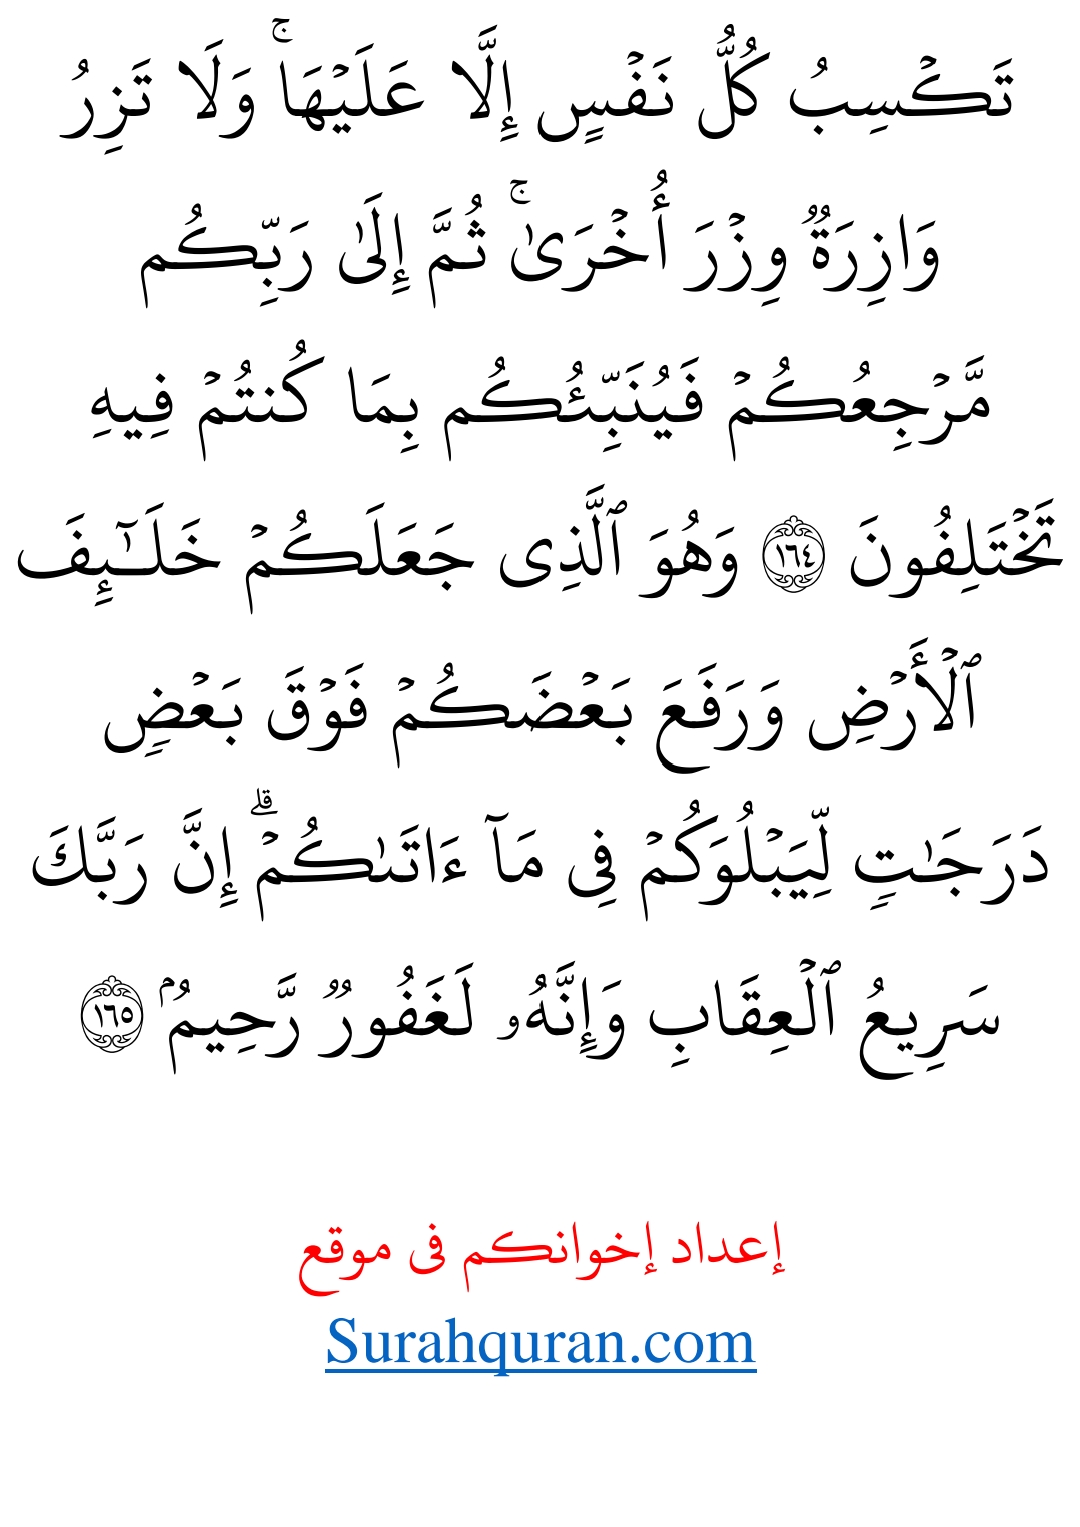 تَكۡسِبُ كُلُّ نَفۡسٍ إِلَّا عَلَيۡهَاۚ وَلَا تَزِرُ
وَازِرَةٞ وِزۡرَ أُخۡرَىٰۚ ثُمَّ إِلَىٰ رَبِّكُم
مَّرۡجِعُكُمۡ فَيُنَبِّئُكُم بِمَا كُنتُمۡ فِيهِ
تَخۡتَلِفُونَ ١٦٤ وَهُوَ ٱلَّذِي جَعَلَكُمۡ خَلَٰٓئِفَ
ٱلۡأَرۡضِ وَرَفَعَ بَعۡضَكُمۡ فَوۡقَ بَعۡضٖ
دَرَجَٰتٖ لِّيَبۡلُوَكُمۡ فِي مَآ ءَاتَىٰكُمۡۗ إِنَّ رَبَّكَ
سَرِيعُ ٱلۡعِقَابِ وَإِنَّهُۥ لَغَفُورٞ رَّحِيمُۢ ١٦٥
إعداد إخوانكم فى موقع
Surahquran.com